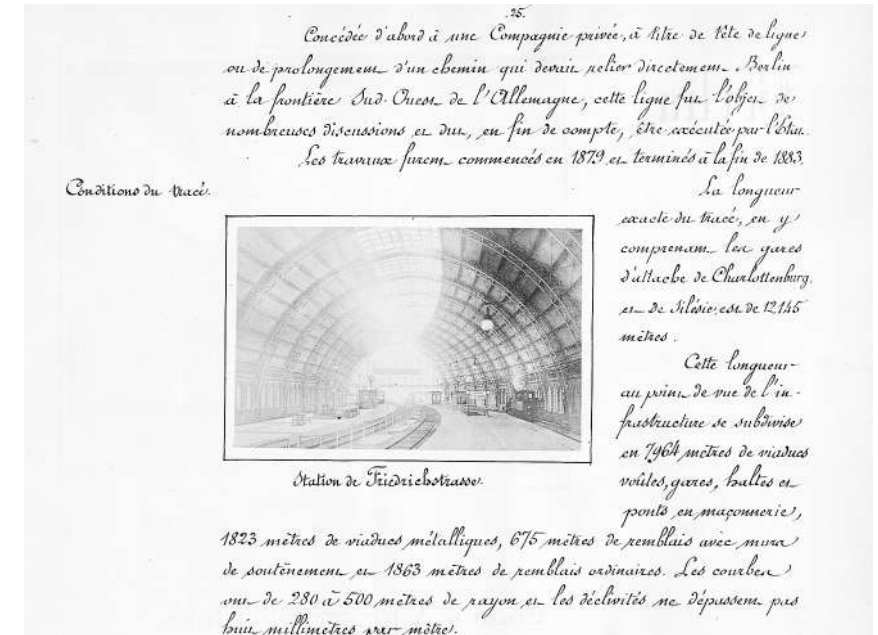 25.
Concédée d'abord à une Compagnie privée, à titre de tête de ligne
ou de prolongement d'un chemin qui devait relier directement Berlin
à la frontière Sud-Ouest de l'Allemagne, cette ligne fut l'objet de
nombreuses discussions et dut, en fin de compte, être exécutée par l'État.
Les travaux furent commencés en 1879 et terminés à la fin de 1883.
Conditions du tracé.
La longueur
exacte du tracé, en y
comprenant les gares
d'attache de Charlottenburg
et de Silésie, est de 12,145
mètres.
Cette longueur
au point de vue de l'in-
frastructure se subdivise
en 7964 mètres de viaducs
voûtés, gares, haltes et
ponts en maçonnerie,
Station de Friedrichstrasse.
1823 mètres de viaducs métalliques, 675 mètres de remblais avec murs
de soutènement et 1863 mètres de remblais ordinaires. Les courbes
ont de 280 à 500 mètres de rayon et les déclivités ne dépassent pas
huit millimètres par mètre.